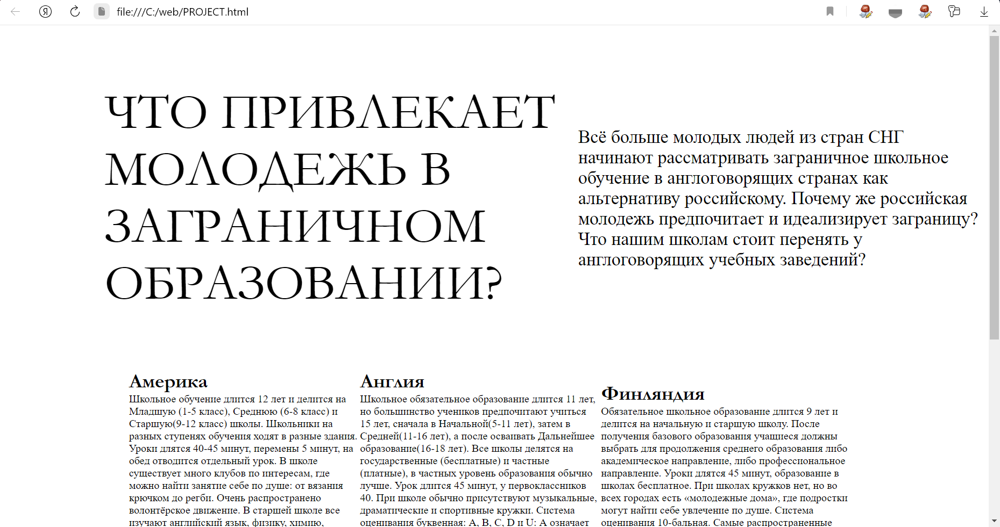 file:///C:/web/PROJECT.html
ЧТО ПРИВЛЕКАЕТ
МОЛОДЕЖЬ В
ЗАГРАНИЧНОМ
ОБРАЗОВАНИИ?
Всё больше молодых людей из стран СНГ
начинают рассматривать заграничное школьное
обучение в англоговорящих странах как
альтернативу российскому. Почему же российская
молодежь предпочитает и идеализирует заграницу?
Что нашим школам стоит перенять у
англоговорящих учебных заведений?
Америка
Школьное обучение длится 12 лет и делится на
Младшую (1-5 класс), Среднюю (6-8 класс) и
Старшую(9-12 класс) школы. Школьники на
разных ступенях обучения ходят в разные здания.
Уроки длятся 40-45 минут, перемены 5 минут, на
обед отводится отдельный урок. В школе
существует много клубов по интересам, где
можно найти занятие себе по душе: от вязания
крючком до регби. Очень распространено
волонтёрское движение. В старшей школе все
изучают английский язык, физику, химию,
Англия
Школьное обязательное образование длится 11 лет,
но большинство учеников предпочитают учиться
15 лет, сначала в Начальной(5-11 лет), затем в
Средней(11-16 лет), а после осваивать Дальнейшее
образование(16-18 лет). Все школы делятся на
государственные (бесплатные) и частные
(платные), в частных уровень образования обычно
лучше. Урок длится 45 минут, у первоклассников
40. При школе обычно присутствуют музыкальные,
драматические и спортивные кружки. Система
оценивания буквенная: A, B, C, D и U: A означает
Финляндия
Обязательное школьное образование длится 9 лет и
делится на начальную и старшую школу. После
получения базового образования учащиеся должны
выбрать для продолжения среднего образования либо
академическое направление, либо профессиональное
направление. Уроки длятся 45 минут, образование в
школах бесплатное. При школах кружков нет, но во
всех городах есть «молодежные дома», где подростки
могут найти себе увлечение по душе. Система
оценивания 10-бальная. Самые распространенные